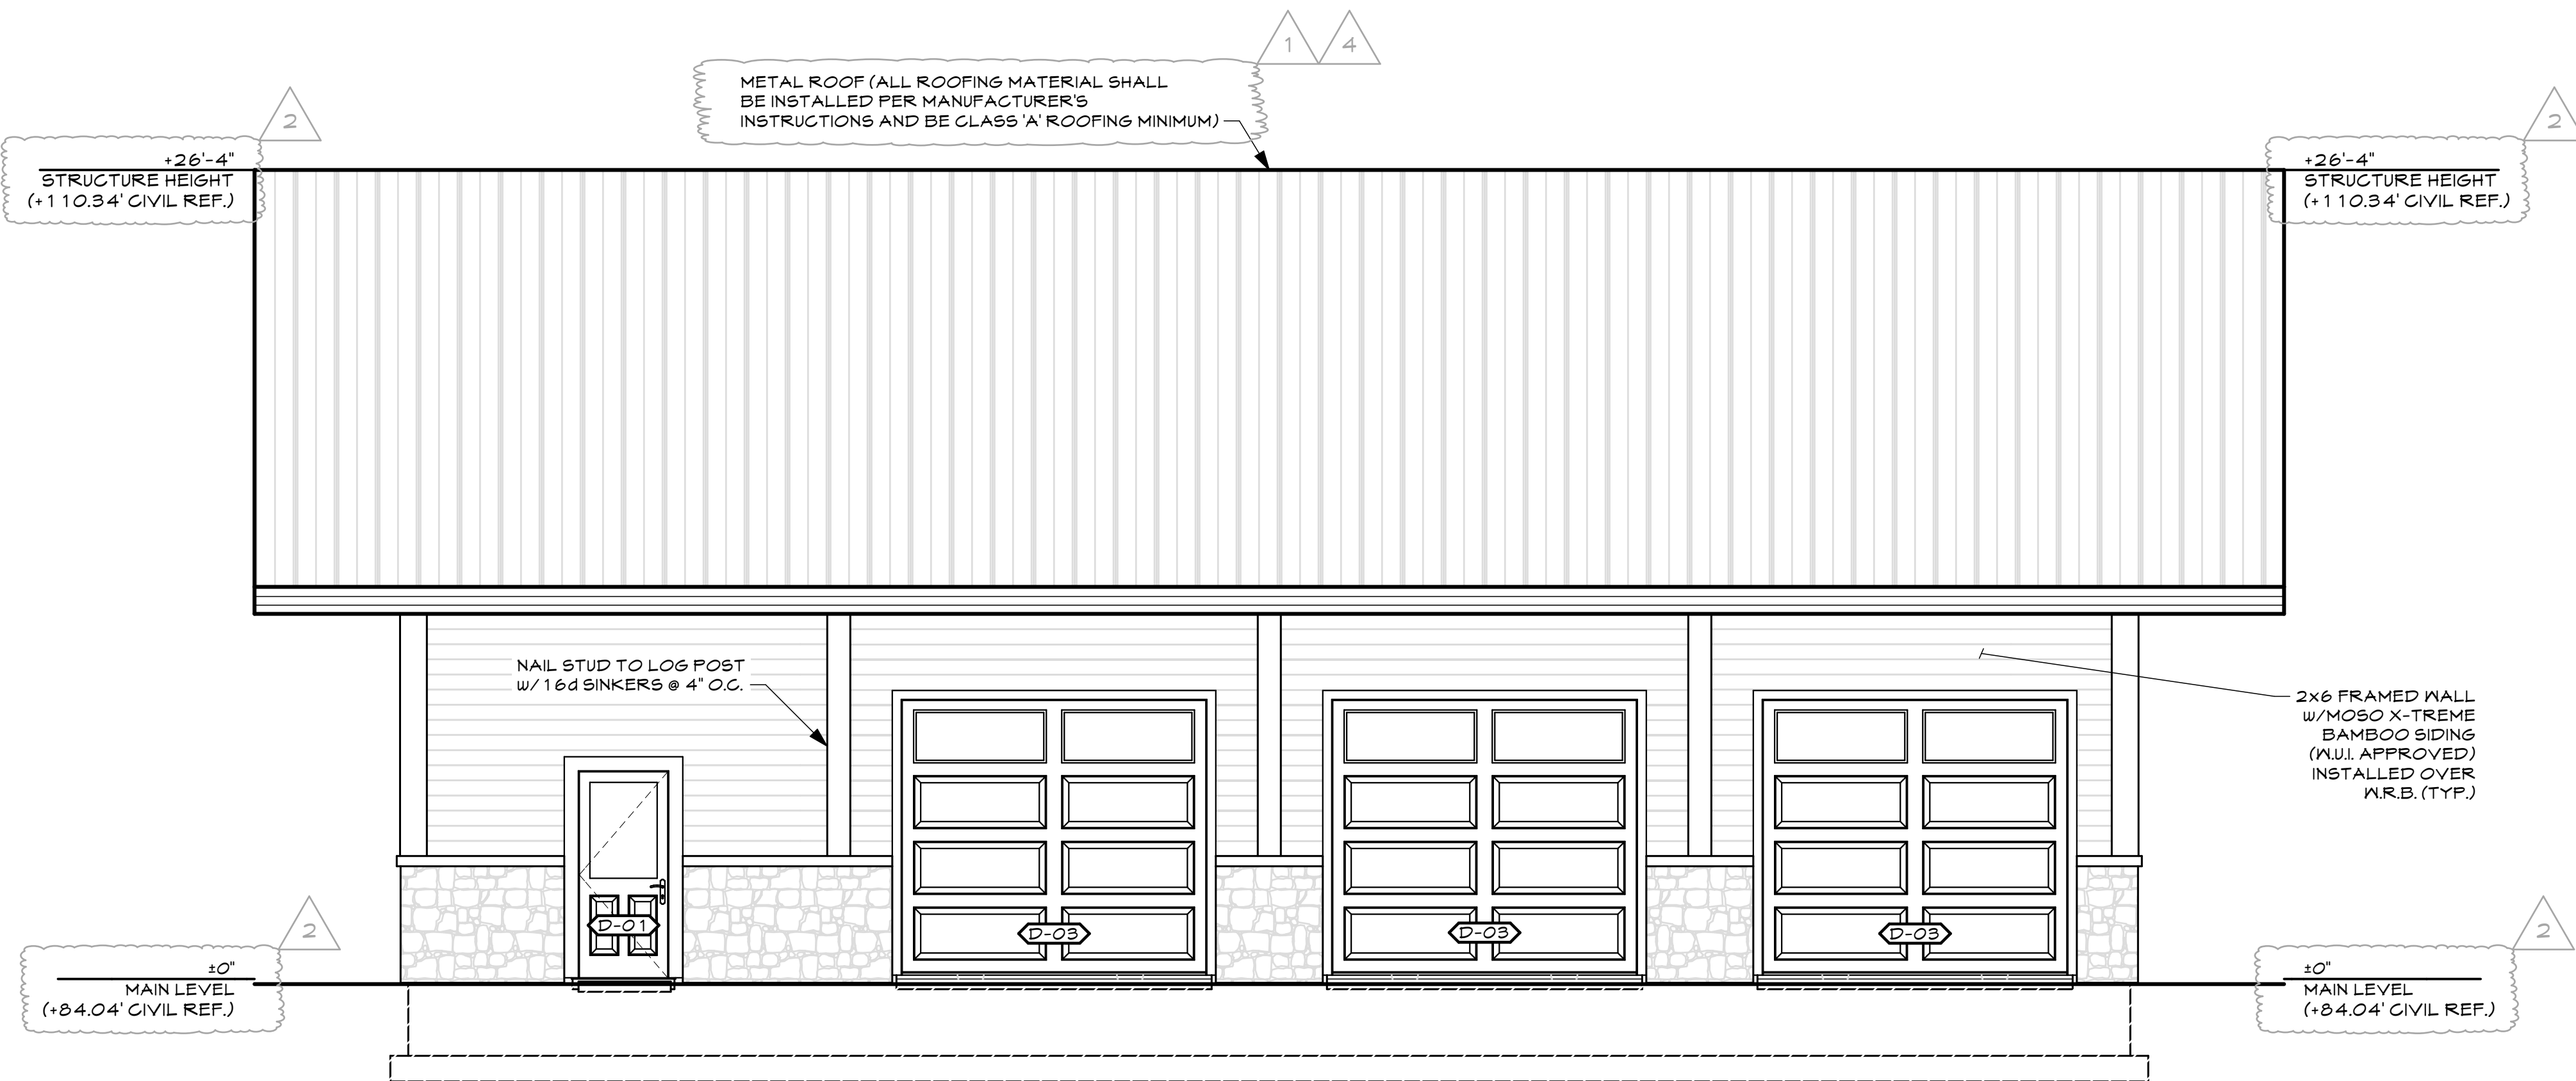 1
4
METAL ROOF (ALL ROOFING MATERIAL SHALL
BE INSTALLED PER MANUFACTURER'S
INSTRUCTIONS AND BE CLASS 'A' ROOFING MINIMUM)
2
+26'-4"
STRUCTURE HEIGHT
(+110.34' CIVIL REF.)
2
+26'-4"
STRUCTURE HEIGHT
(+110.34' CIVIL REF.)
NAIL STUD TO LOG POST
w/16d SINKERS @ 4" O.C.
2x6 FRAMED WALL
w/MOSO X-TREME
BAMBOO SIDING
(W.U.I. APPROVED)
INSTALLED OVER
W.R.B. (TYP.)
D-01
D-03
D-03
D-03
2
±0"
MAIN LEVEL
(+84.04' CIVIL REF.)
2
±0"
MAIN LEVEL
(+84.04' CIVIL REF.)